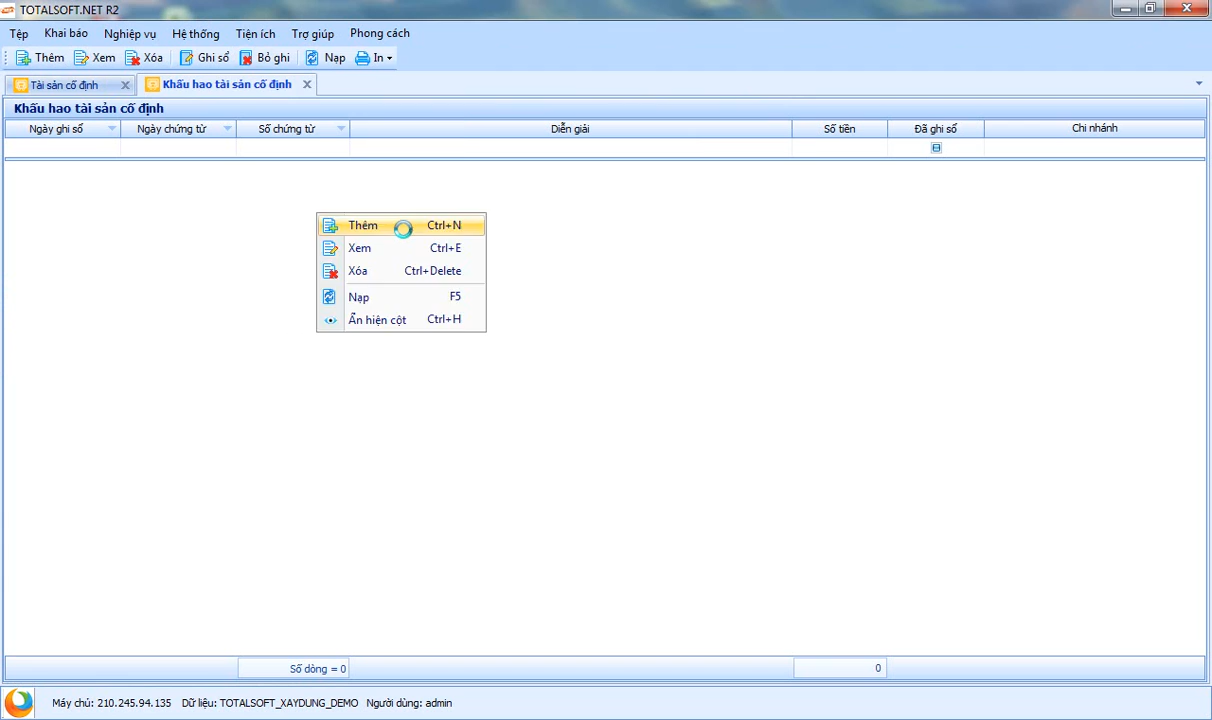 TOTALSOFT.NET R2
Tệp Khai báo Nghiệp vụ Hệ thống Tiện ích Trợ giúp Phong cách
Thêm Xem Xóa Ghi sổ Bỏ ghi Nạp In
Tài sản cố định Khấu hao tài sản cố định
Khấu hao tài sản cố định
Ngày ghi sổ Ngày chứng từ Số chứng từ Diễn giải Số tiền Đã ghi sổ Chi nhánh
Thêm Ctrl+N
Xem Ctrl+E
Xóa Ctrl+Delete
Nạp F5
Ẩn hiện cột Ctrl+H
Số dòng = 0 0
Máy chủ: 210.245.94.135 Dữ liệu: TOTALSOFT_XAYDUNG_DEMO Người dùng: admin